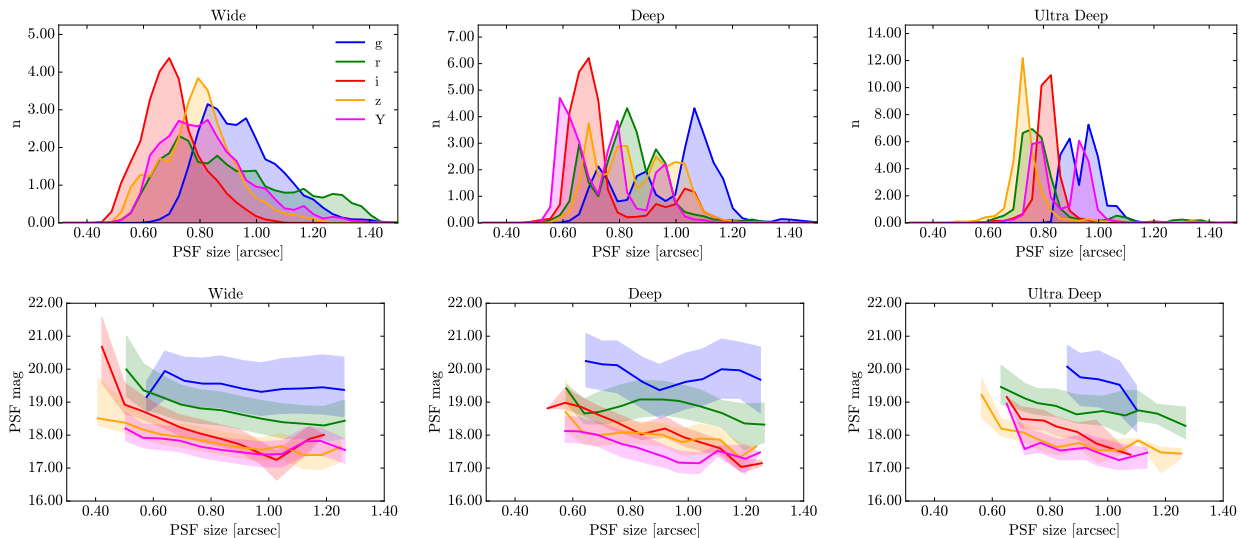 Wide
5.00
4.00
3.00
2.00
1.00
0.00
n
g
r
i
z
Y
0.40 0.60 0.80 1.00 1.20 1.40
PSF size [arcsec]
Deep
7.00
6.00
5.00
4.00
3.00
2.00
1.00
0.00
n
0.40 0.60 0.80 1.00 1.20 1.40
PSF size [arcsec]
Ultra Deep
14.00
12.00
10.00
8.00
6.00
4.00
2.00
0.00
n
0.40 0.60 0.80 1.00 1.20 1.40
PSF size [arcsec]
Wide
22.00
21.00
20.00
19.00
18.00
17.00
16.00
PSF mag
0.40 0.60 0.80 1.00 1.20 1.40
PSF size [arcsec]
Deep
22.00
21.00
20.00
19.00
18.00
17.00
16.00
PSF mag
0.40 0.60 0.80 1.00 1.20 1.40
PSF size [arcsec]
Ultra Deep
22.00
21.00
20.00
19.00
18.00
17.00
16.00
PSF mag
0.40 0.60 0.80 1.00 1.20 1.40
PSF size [arcsec]